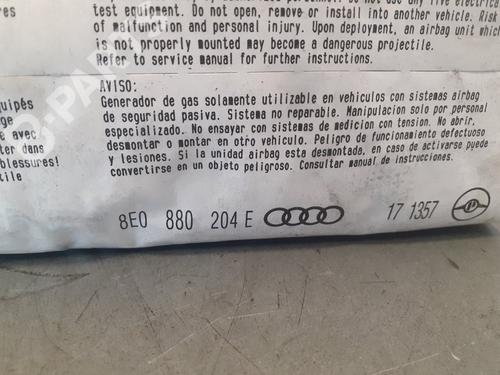 test equipment. Do not open, remove or install into another vehicle. Risk
of malfunction and personal injury. Upon deployment, an airbag unit which
is not properly mounted may become a dangerous projectile.
Refer to service manual for further instructions.
AVISO:
Generador de gas solamente utilizable en vehiculos con sistemas airbag
de seguridad pasiva. Sistema no reparable. Manipulacion solo por personal
especializado. No ensayar con sistemas de medicion con tension. No abrir,
desmontar o montar en otro vehiculo. Peligro de funcionamiento defectuoso
y lesiones. Si la unidad airbag esta desmontada, en caso de activarse puede
convertirse en un objeto peligroso. Consultar manual de instrucciones.
uipés
ge
e avec.
ter dans
blessures!
tile
8E0 880 204 E 17 1357